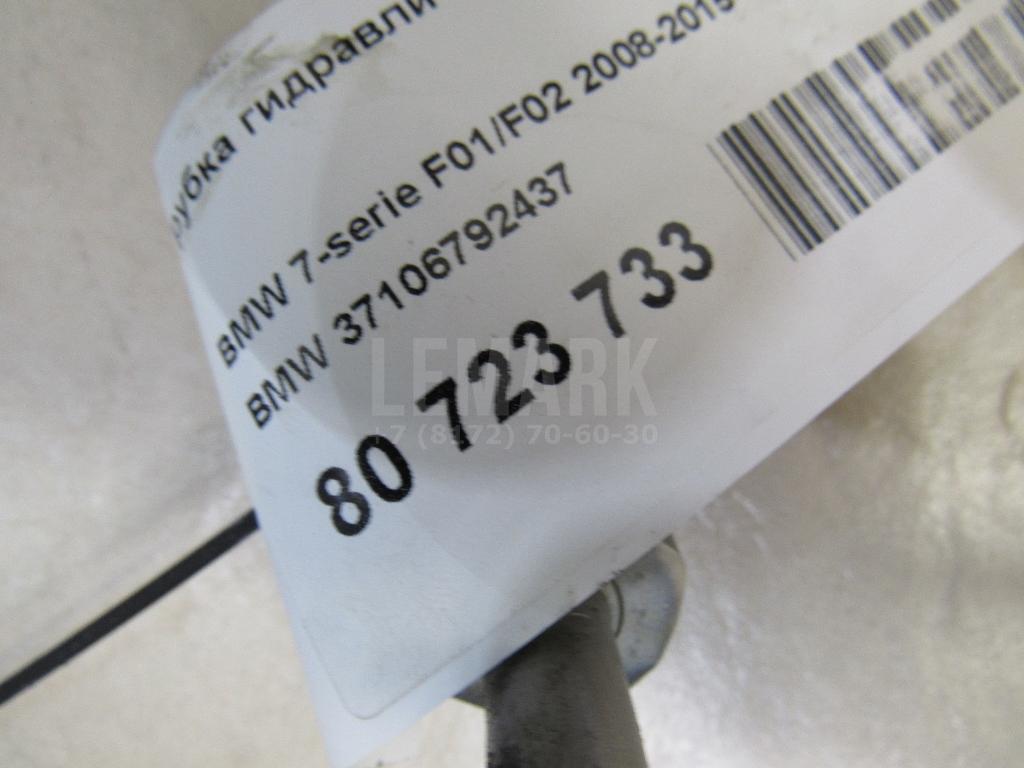 рубка гидравли
BMW 7-serie F01/F02 2008-2015
BMW 37106792437
80 723 733
LEMARK
+7 (8172) 70-60-30